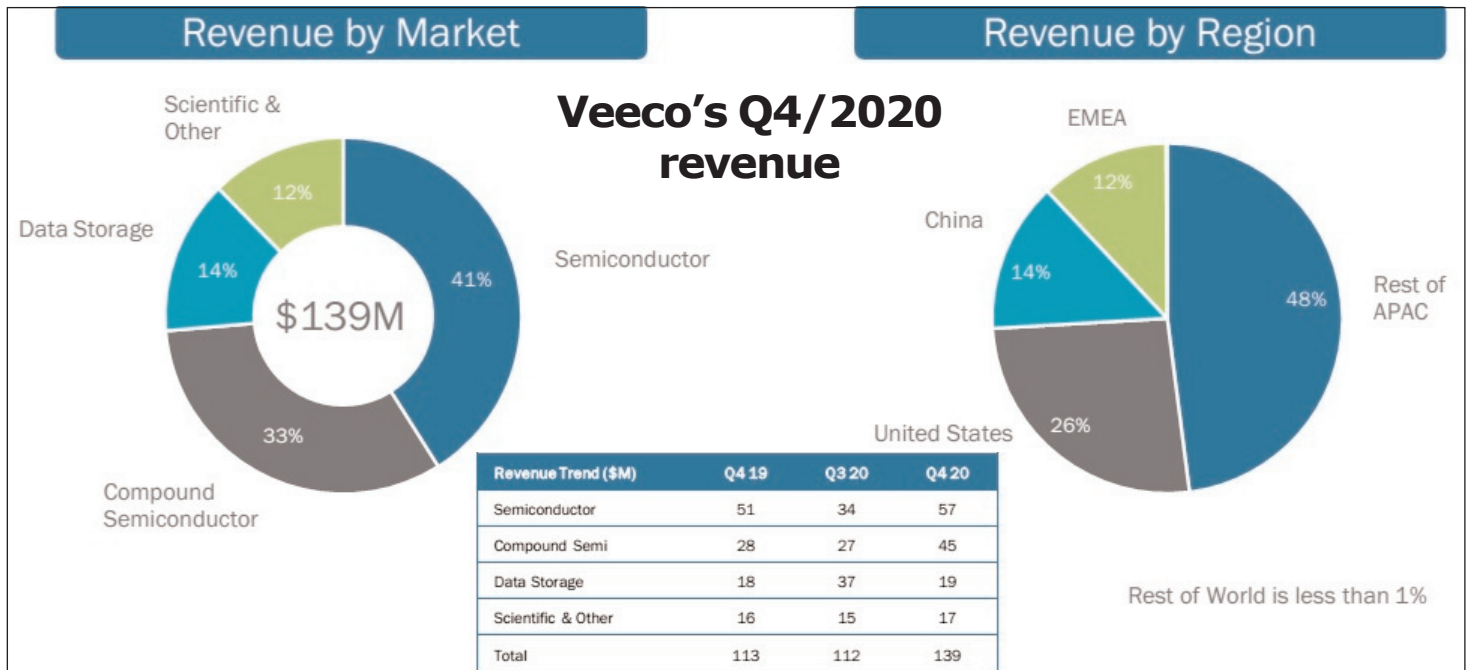 Revenue by Market
Revenue by Region
Veeco’s Q4/2020
revenue
Scientific &
Other
12%
Data Storage
14%
$139M
41%
Semiconductor
33%
Compound
Semiconductor
EMEA
12%
China
14%
48%
Rest of
APAC
26%
United States
Revenue Trend ($M) Q4 19 Q3 20 Q4 20
Semiconductor 51 34 57
Compound Semi 28 27 45
Data Storage 18 37 19
Scientific & Other 16 15 17
Total 113 112 139
Rest of World is less than 1%